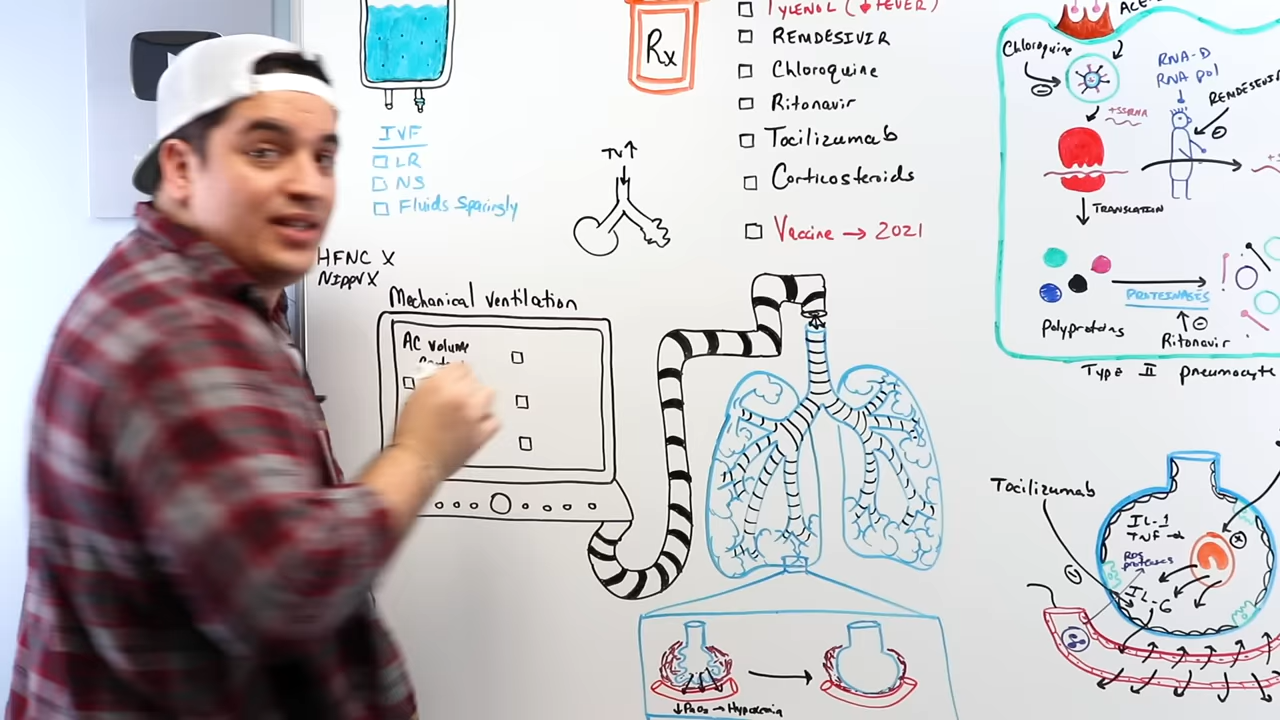 IVF
LR
NS
Fluids Sparingly
Rx
TYLENOL (↓ FEVER)
REMDESIVIR
Chloroquine
Ritonavir
Tocilizumab
Corticosteroids
Vaccine → 2021
TV↑
HFNC X
NIPPV X
Mechanical ventilation
AC volume
↓PaO2 → Hypoxemia
Chloroquine
RNA-D
RNA pol
+SSRNA
TRANSLATION
PROTEINASES
polyproteins
Ritonavir
Type II pneumocyte
Tocilizumab
IL-1
TNF-α
ROS
proteases
IL-6